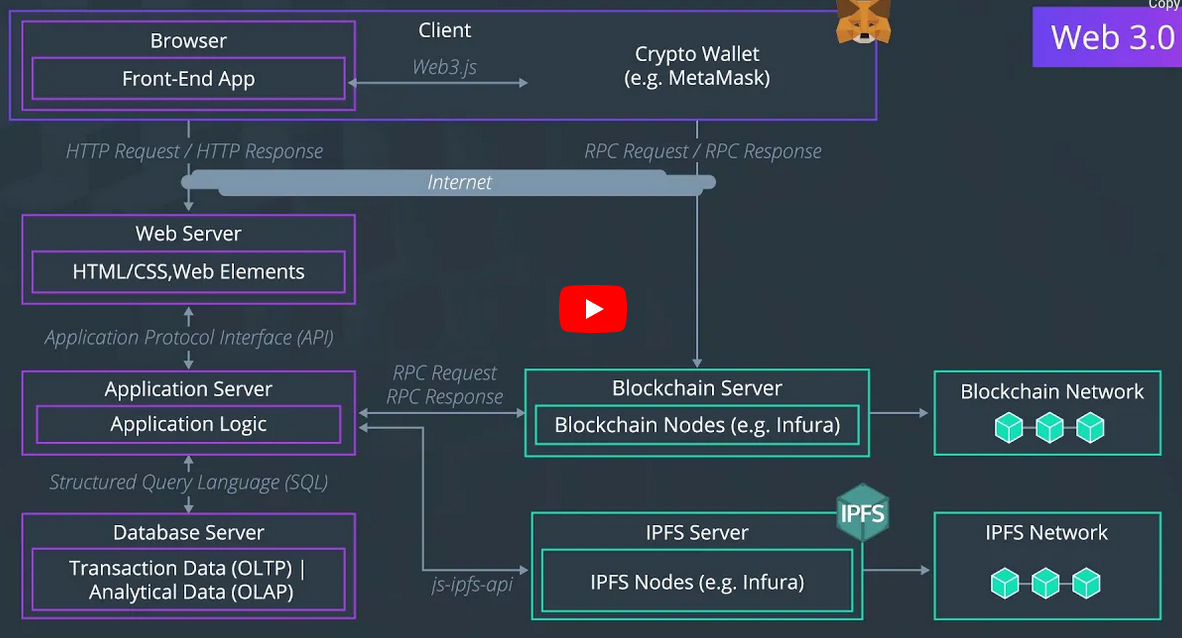 Copy
Web 3.0
Client
Browser
Front-End App
Web3.js
Crypto Wallet
(e.g. MetaMask)
HTTP Request / HTTP Response
RPC Request / RPC Response
Internet
Web Server
HTML/CSS,Web Elements
Application Protocol Interface (API)
Application Server
Application Logic
RPC Request
RPC Response
Blockchain Server
Blockchain Nodes (e.g. Infura)
Blockchain Network
Structured Query Language (SQL)
Database Server
Transaction Data (OLTP) |
Analytical Data (OLAP)
js-ipfs-api
IPFS
IPFS Server
IPFS Nodes (e.g. Infura)
IPFS Network